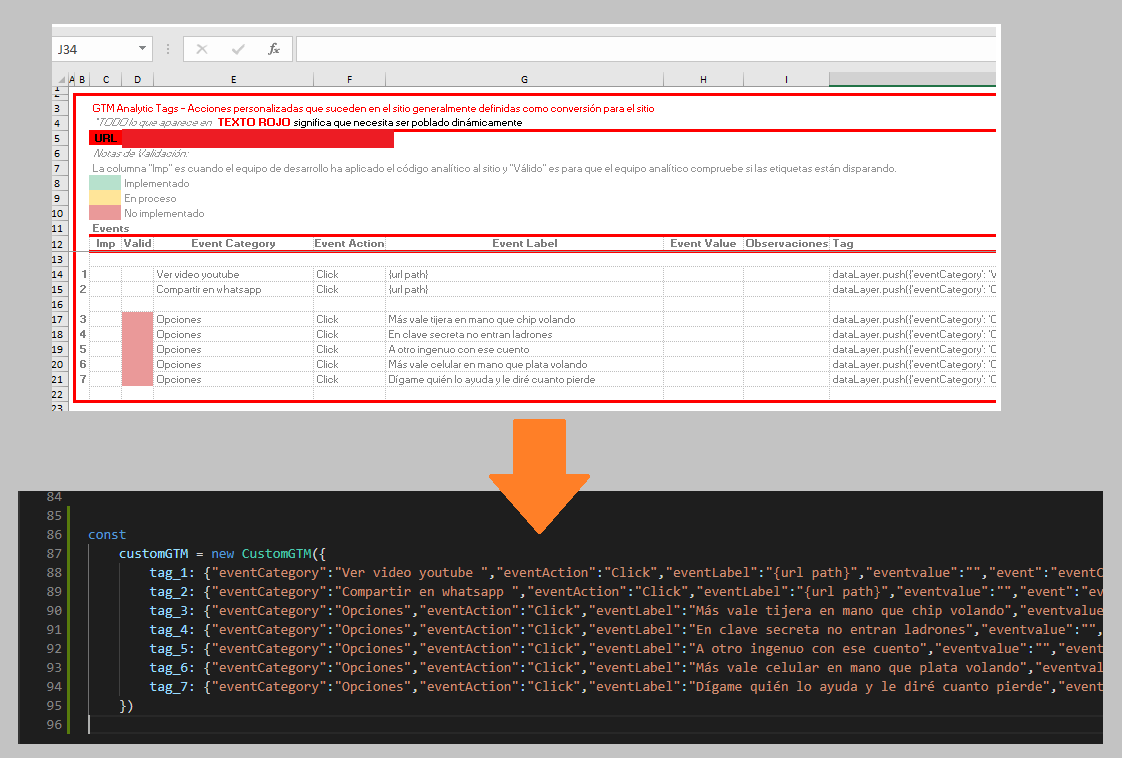 J34 fx
A B C D E F G H I
1
2
3 GTM Analytic Tags - Acciones personalizadas que suceden en el sitio generalmente definidas como conversión para el sitio
4 *TODO lo que aparece en TEXTO ROJO significa que necesita ser poblado dinámicamente
5 URL
6 Notas de Validación:
7 La columna "Imp" es cuando el equipo de desarrollo ha aplicado el código analítico al sitio y "Válido" es para que el equipo analítico compruebe si las etiquetas están disparando.
8 Implementado
9 En proceso
10 No implementado
11 Events
12 Imp Valid Event Category Event Action Event Label Event Value Observaciones Tag
13
14 1 Ver video youtube Click {url path} dataLayer.push({'eventCategory': 'V
15 2 Compartir en whatsapp Click {url path} dataLayer.push({'eventCategory': 'C
16
17 3 Opciones Click Más vale tijera en mano que chip volando dataLayer.push({'eventCategory': 'C
18 4 Opciones Click En clave secreta no entran ladrones dataLayer.push({'eventCategory': 'C
19 5 Opciones Click A otro ingenuo con ese cuento dataLayer.push({'eventCategory': 'C
20 6 Opciones Click Más vale celular en mano que plata volando dataLayer.push({'eventCategory': 'C
21 7 Opciones Click Dígame quién lo ayuda y le diré cuanto pierde dataLayer.push({'eventCategory': 'C
22
23
84
85
86 const
87 customGTM = new CustomGTM({
88 tag_1: {"eventCategory":"Ver video youtube ","eventAction":"Click","eventLabel":"{url path}","eventvalue":"","event":"eventC
89 tag_2: {"eventCategory":"Compartir en whatsapp ","eventAction":"Click","eventLabel":"{url path}","eventvalue":"","event":"ev
90 tag_3: {"eventCategory":"Opciones","eventAction":"Click","eventLabel":"Más vale tijera en mano que chip volando","eventvalue
91 tag_4: {"eventCategory":"Opciones","eventAction":"Click","eventLabel":"En clave secreta no entran ladrones","eventvalue":"",
92 tag_5: {"eventCategory":"Opciones","eventAction":"Click","eventLabel":"A otro ingenuo con ese cuento","eventvalue":"","event
93 tag_6: {"eventCategory":"Opciones","eventAction":"Click","eventLabel":"Más vale celular en mano que plata volando","eventval
94 tag_7: {"eventCategory":"Opciones","eventAction":"Click","eventLabel":"Dígame quién lo ayuda y le diré cuanto pierde","event
95 })
96